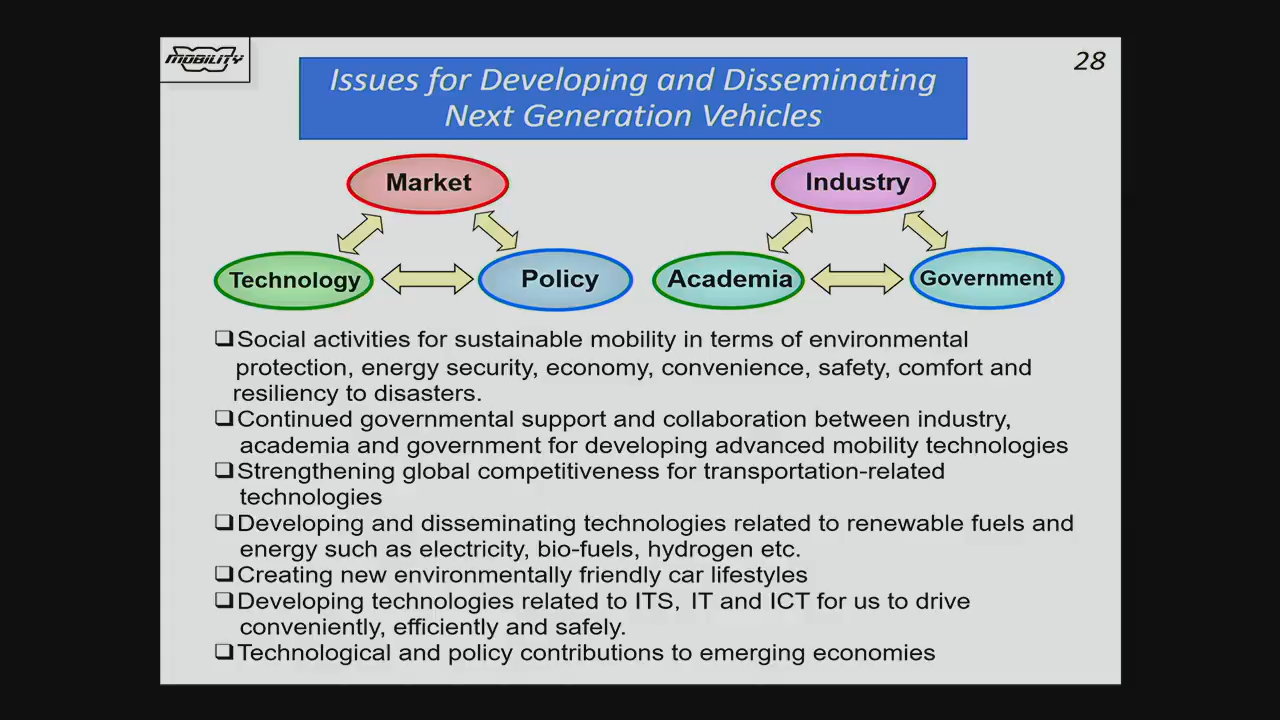 MOBILITY
28
Issues for Developing and Disseminating
Next Generation Vehicles
Market
Industry
Technology
Policy
Academia
Government
❑Social activities for sustainable mobility in terms of environmental
protection, energy security, economy, convenience, safety, comfort and
resiliency to disasters.
❑Continued governmental support and collaboration between industry,
academia and government for developing advanced mobility technologies
❑Strengthening global competitiveness for transportation-related
technologies
❑Developing and disseminating technologies related to renewable fuels and
energy such as electricity, bio-fuels, hydrogen etc.
❑Creating new environmentally friendly car lifestyles
❑Developing technologies related to ITS, IT and ICT for us to drive
conveniently, efficiently and safely.
❑Technological and policy contributions to emerging economies